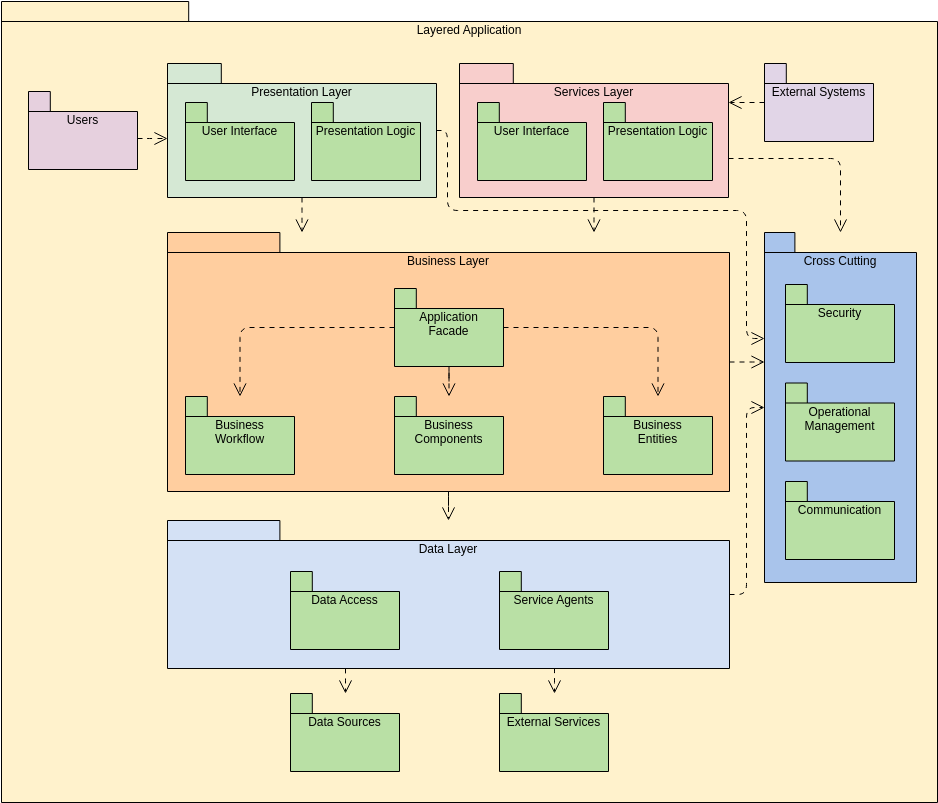 Layered Application
Users
Presentation Layer
User Interface
Presentation Logic
Services Layer
User Interface
Presentation Logic
External Systems
Business Layer
Application
Facade
Business
Workflow
Business
Components
Business
Entities
Cross Cutting
Security
Operational
Management
Communication
Data Layer
Data Access
Service Agents
Data Sources
External Services